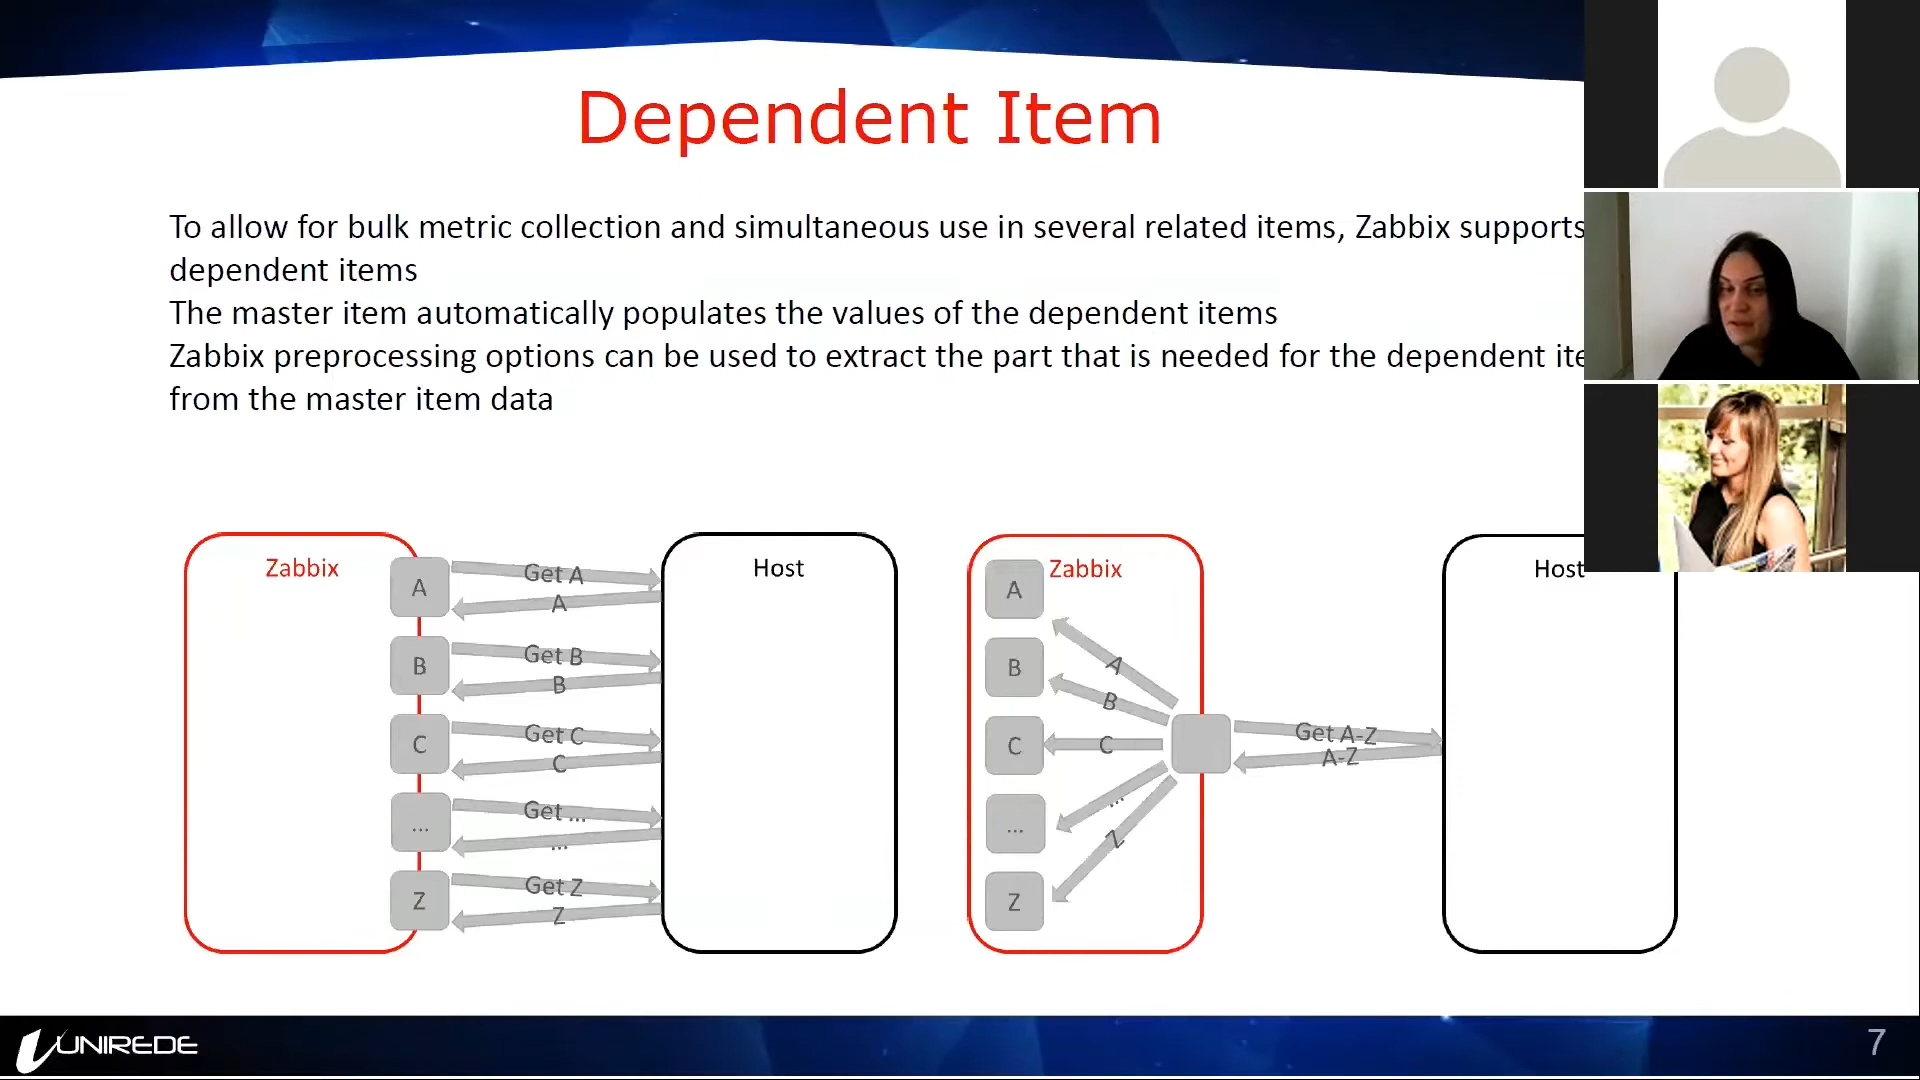 Dependent Item
To allow for bulk metric collection and simultaneous use in several related items, Zabbix supports
dependent items
The master item automatically populates the values of the dependent items
Zabbix preprocessing options can be used to extract the part that is needed for the dependent ite
from the master item data
Zabbix
A
Get A
A
B
Get B
B
C
Get C
C
...
Get ...
...
Z
Get Z
Z
Host
Zabbix
A
B
C
...
Z
A
B
C
...
Z
Get A-Z
A-Z
Host
UNIREDE
7